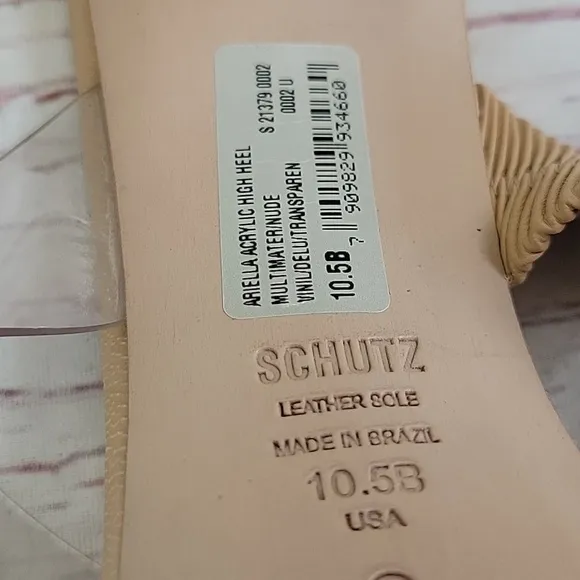 ARIELLA ACRYLIC HIGH HEEL
S 21379 0002
MULTIMATER/NUDE
0002 U
VINIL/DELU/TRANSPAREN
10.5B
7 909829 934660
SCHUTZ
LEATHER SOLE
MADE IN BRAZIL
10.5B
USA